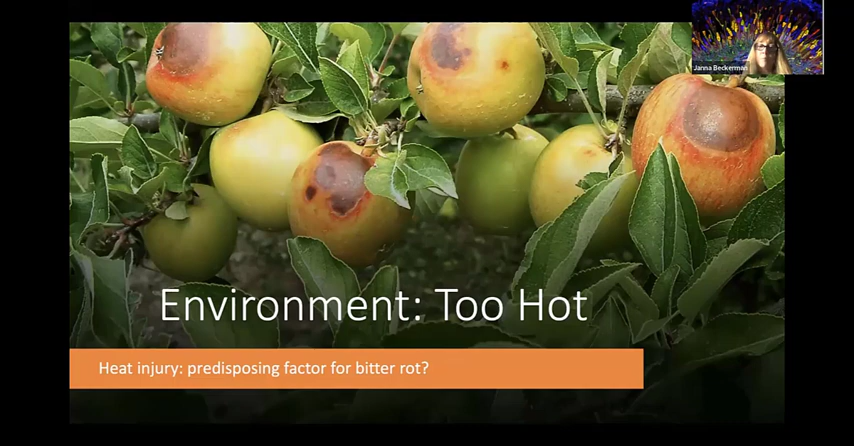 Janna Beckerman
Environment: Too Hot
Heat injury: predisposing factor for bitter rot?